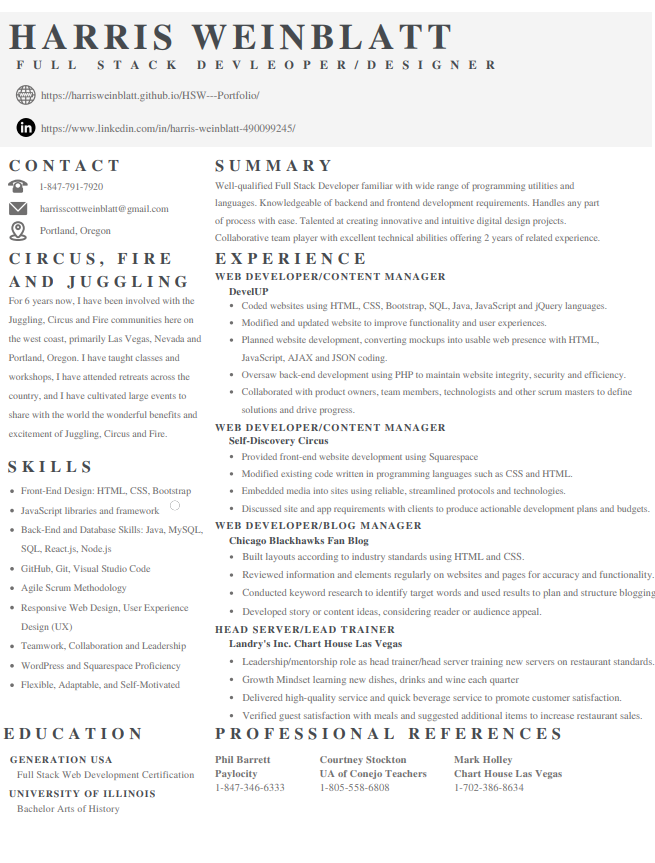 HARRIS WEINBLATT
FULL STACK DEVLEOPER/DESIGNER
https://harrisweinblatt.github.io/HSW---Portfolio/
in
https://www.linkedin.com/in/harris-weinblatt-490099245/
CONTACT
1-847-791-7920
harrisscottweinblatt@gmail.com
Portland, Oregon
CIRCUS, FIRE
AND JUGGLING
For 6 years now, I have been involved with the
Juggling, Circus and Fire communities here on
the west coast, primarily Las Vegas, Nevada and
Portland, Oregon. I have taught classes and
workshops, I have attended retreats across the
country, and I have cultivated large events to
share with the world the wonderful benefits and
excitement of Juggling, Circus and Fire.
SKILLS
Front-End Design: HTML, CSS, Bootstrap
JavaScript libraries and framework
Back-End and Database Skills: Java, MySQL,
SQL, React.js, Node.js
GitHub, Git, Visual Studio Code
Agile Scrum Methodology
Responsive Web Design, User Experience
Design (UX)
Teamwork, Collaboration and Leadership
WordPress and Squarespace Proficiency
Flexible, Adaptable, and Self-Motivated
EDUCATION
GENERATION USA
Full Stack Web Development Certification
UNIVERSITY OF ILLINOIS
Bachelor Arts of History
SUMMARY
Well-qualified Full Stack Developer familiar with wide range of programming utilities and
languages. Knowledgeable of backend and frontend development requirements. Handles any part
of process with ease. Talented at creating innovative and intuitive digital design projects.
Collaborative team player with excellent technical abilities offering 2 years of related experience.
EXPERIENCE
WEB DEVELOPER/CONTENT MANAGER
DevelUP
Coded websites using HTML, CSS, Bootstrap, SQL, Java, JavaScript and jQuery languages.
Modified and updated website to improve functionality and user experiences.
Planned website development, converting mockups into usable web presence with HTML,
JavaScript, AJAX and JSON coding.
Oversaw back-end development using PHP to maintain website integrity, security and efficiency.
Collaborated with product owners, team members, technologists and other scrum masters to define
solutions and drive progress.
WEB DEVELOPER/CONTENT MANAGER
Self-Discovery Circus
Provided front-end website development using Squarespace
Modified existing code written in programming languages such as CSS and HTML.
Embedded media into sites using reliable, streamlined protocols and technologies.
Discussed site and app requirements with clients to produce actionable development plans and budgets.
WEB DEVELOPER/BLOG MANAGER
Chicago Blackhawks Fan Blog
Built layouts according to industry standards using HTML and CSS.
Reviewed information and elements regularly on websites and pages for accuracy and functionality.
Conducted keyword research to identify target words and used results to plan and structure blogging
Developed story or content ideas, considering reader or audience appeal.
HEAD SERVER/LEAD TRAINER
Landry's Inc. Chart House Las Vegas
Leadership/mentorship role as head trainer/head server training new servers on restaurant standards.
Growth Mindset learning new dishes, drinks and wine each quarter
Delivered high-quality service and quick beverage service to promote customer satisfaction.
Verified guest satisfaction with meals and suggested additional items to increase restaurant sales.
PROFESSIONAL REFERENCES
Phil Barrett
Paylocity
1-847-346-6333
Courtney Stockton
UA of Conejo Teachers
1-805-558-6808
Mark Holley
Chart House Las Vegas
1-702-386-8634